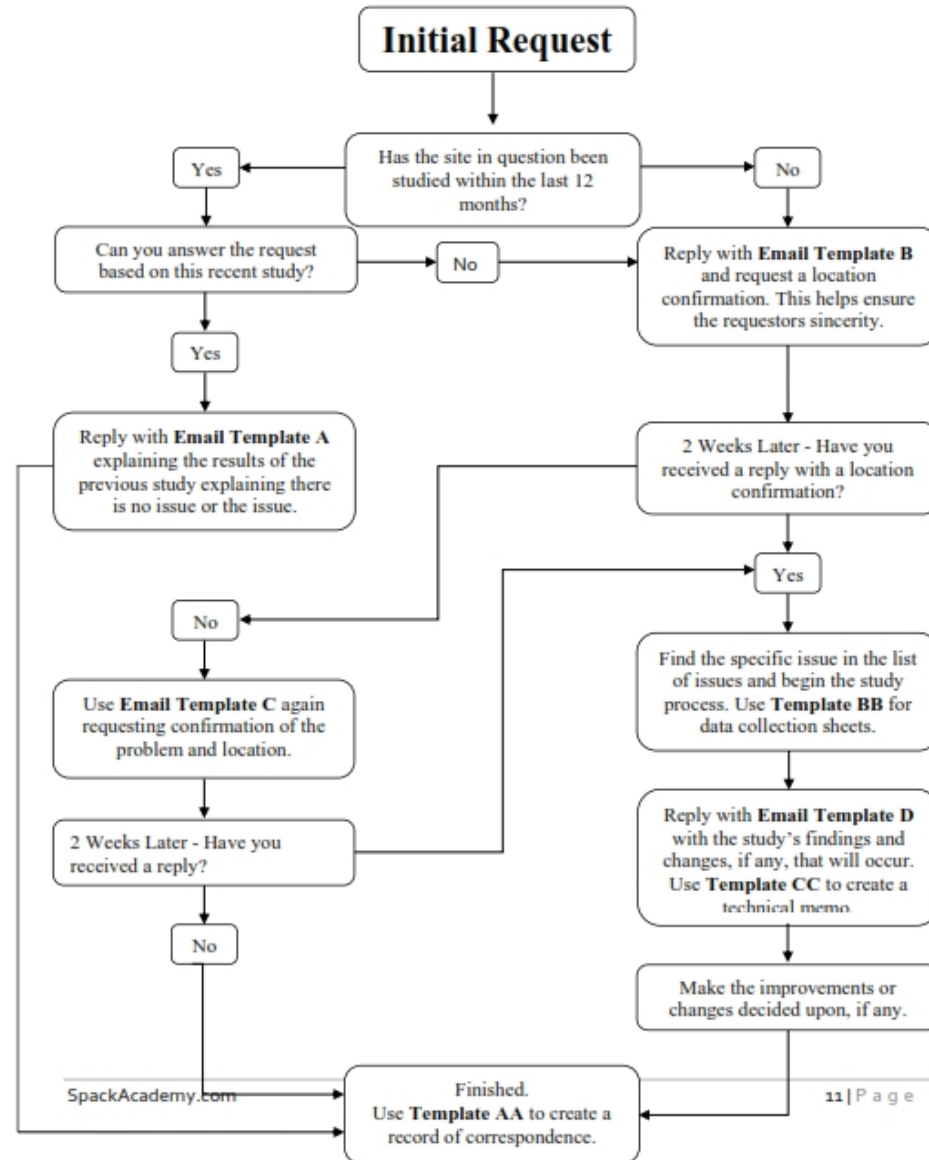 Initial Request
Has the site in question been
studied within the last 12
months?
Yes
No
Can you answer the request
based on this recent study?
No
Reply with Email Template B
and request a location
confirmation. This helps ensure
the requestors sincerity.
Yes
Reply with Email Template A
explaining the results of the
previous study explaining there
is no issue or the issue.
2 Weeks Later - Have you
received a reply with a location
confirmation?
Yes
No
Find the specific issue in the list
of issues and begin the study
process. Use Template BB for
data collection sheets.
Use Email Template C again
requesting confirmation of the
problem and location.
Reply with Email Template D
with the study's findings and
changes, if any, that will occur.
Use Template CC to create a
technical memo
2 Weeks Later - Have you
received a reply?
No
Make the improvements or
changes decided upon, if any.
Finished.
Use Template AA to create a
record of correspondence.
SpackAcademy.com
11 | Page